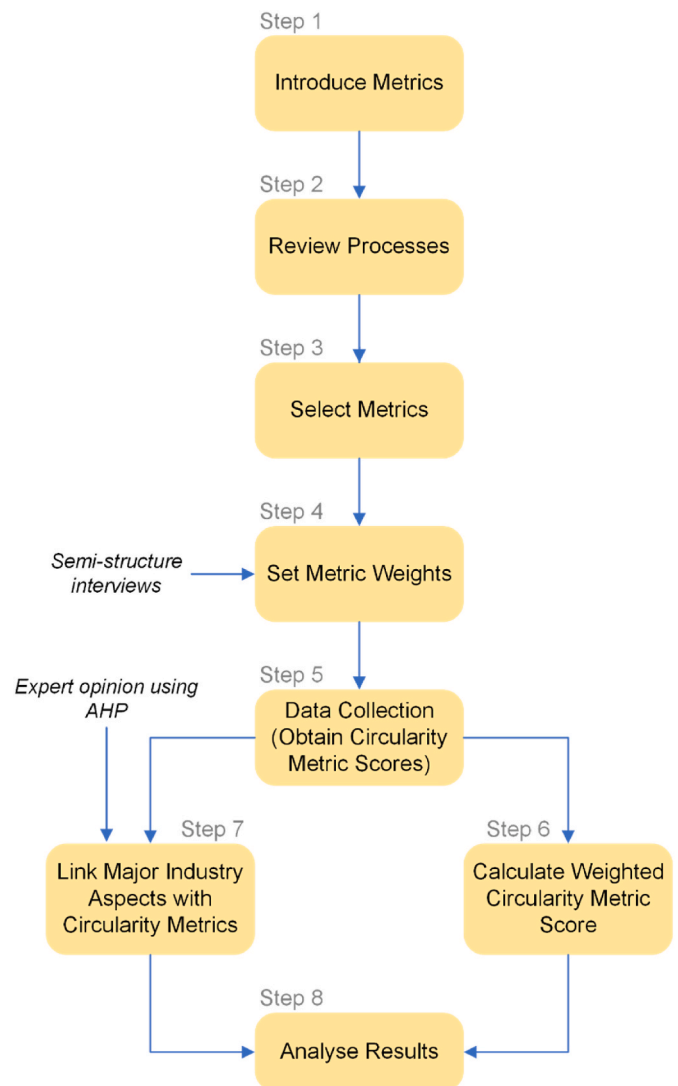 Step 1
Introduce Metrics
Step 2
Review Processes
Step 3
Select Metrics
Step 4
Semi-structure
interviews
Set Metric Weights
Step 5
Expert opinion using
AHP
Data Collection
(Obtain Circularity
Metric Scores)
Step 7
Link Major Industry
Aspects with
Circularity Metrics
Step 6
Calculate Weighted
Circularity Metric
Score
Step 8
Analyse Results